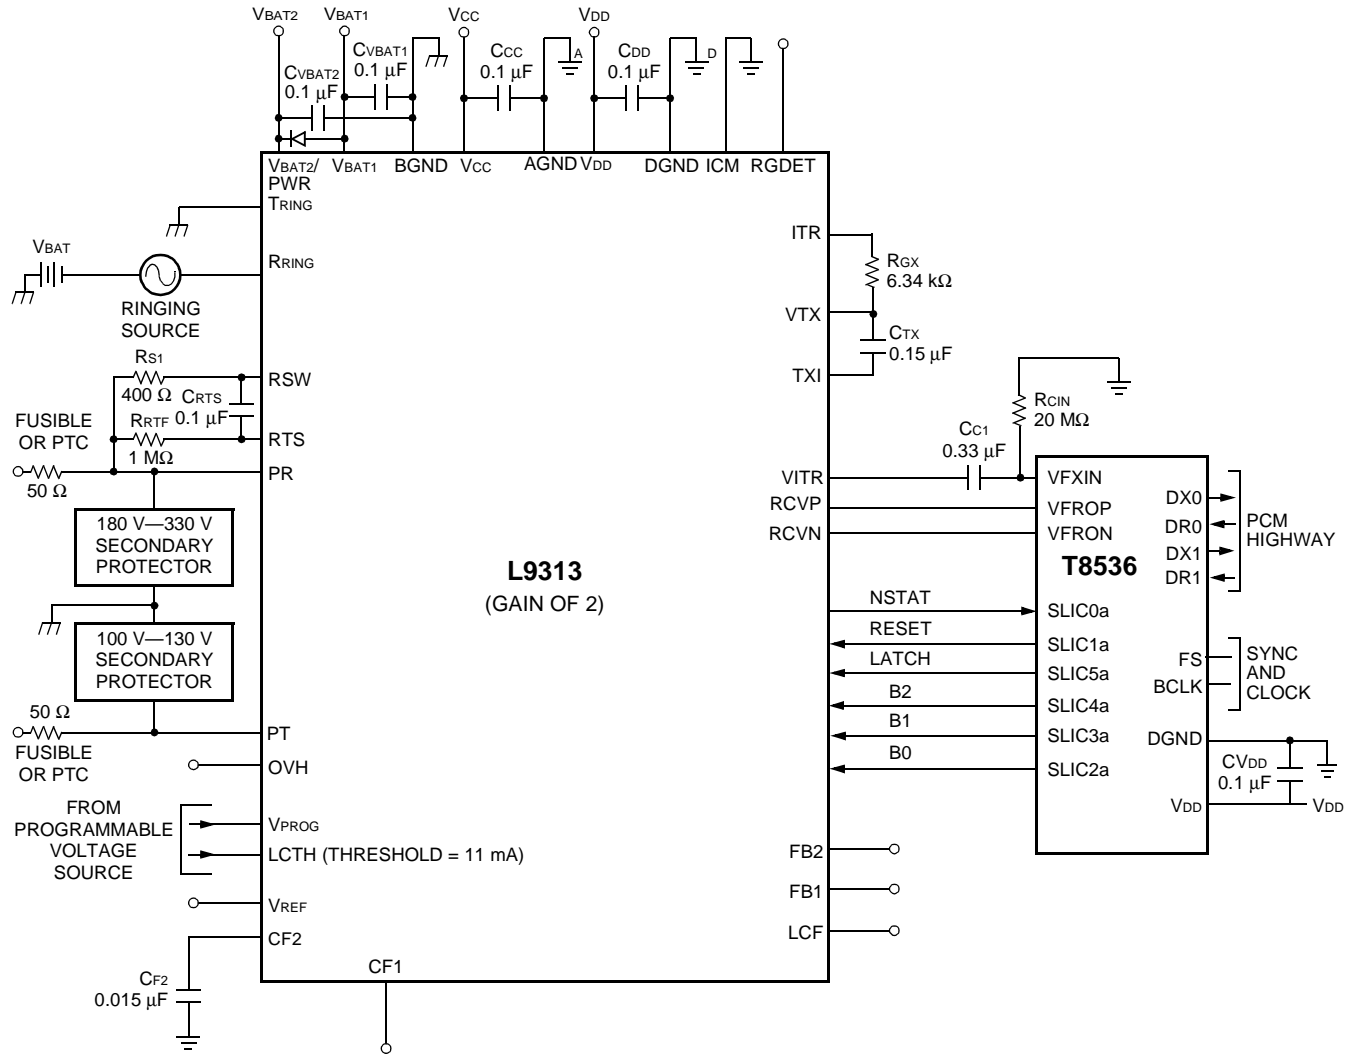 VBAT2
VBAT1
VCC
VDD
CVBAT1
0.1 μF
CVBAT2
0.1 μF
CCC
0.1 μF
A
CDD
0.1 μF
D
VBAT2/
PWR
VBAT1
BGND
VCC
AGND
VDD
DGND
ICM
RGDET
TRING
VBAT
RRING
RINGING
SOURCE
RS1
400 Ω
RSW
CRTS
0.1 μF
RRTF
1 MΩ
RTS
FUSIBLE
OR PTC
50 Ω
PR
180 V—330 V
SECONDARY
PROTECTOR
100 V—130 V
SECONDARY
PROTECTOR
50 Ω
FUSIBLE
OR PTC
PT
OVH
FROM
PROGRAMMABLE
VOLTAGE
SOURCE
VPROG
LCTH (THRESHOLD = 11 mA)
VREF
CF2
CF2
0.015 μF
CF1
L9313
(GAIN OF 2)
ITR
RGX
6.34 kΩ
VTX
CTX
0.15 μF
TXI
RCIN
20 MΩ
CC1
0.33 μF
VITR
RCVP
RCVN
VFXIN
VFROP
VFRON
T8536
DX0
DR0
DX1
DR1
PCM
HIGHWAY
NSTAT
SLIC0a
RESET
SLIC1a
LATCH
SLIC5a
B2
SLIC4a
B1
SLIC3a
B0
SLIC2a
FS
BCLK
SYNC
AND
CLOCK
DGND
CVDD
0.1 μF
VDD
VDD
FB2
FB1
LCF